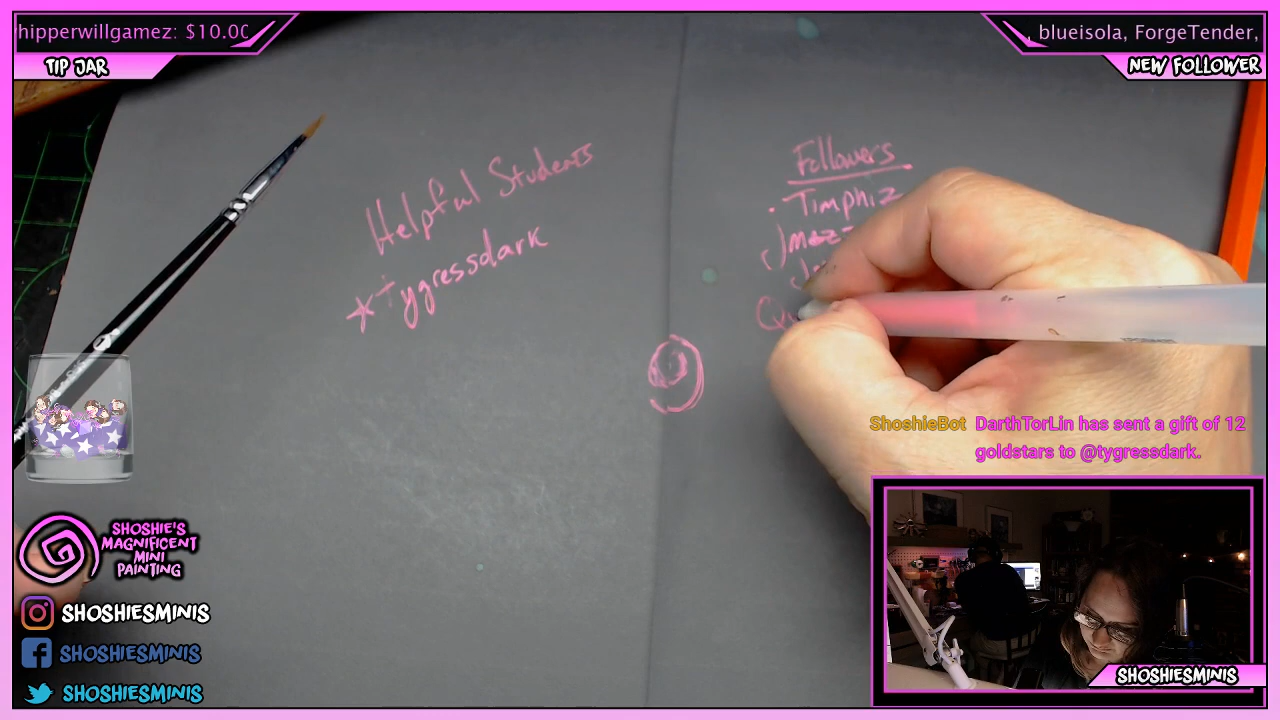 hipperwillgamez: $10.00
TIP JAR
, blueisola, ForgeTender,
NEW FOLLOWER
Helpful Students
tygressdark
Followers
Timphiz
ShoshieBot DarthTorLin has sent a gift of 12
goldstars to @tygressdark.
SHOSHIE'S
MAGNIFICENT
MINI
PAINTING
SHOSHIESMINIS
SHOSHIESMINIS
SHOSHIESMINIS
SHOSHIESMINIS